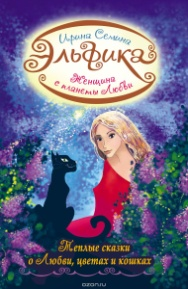 Ирина Семина
Эльфика
Женщина
с планеты Любви
Теплые сказки
о Любви, цветах и кошках
ozon.ru